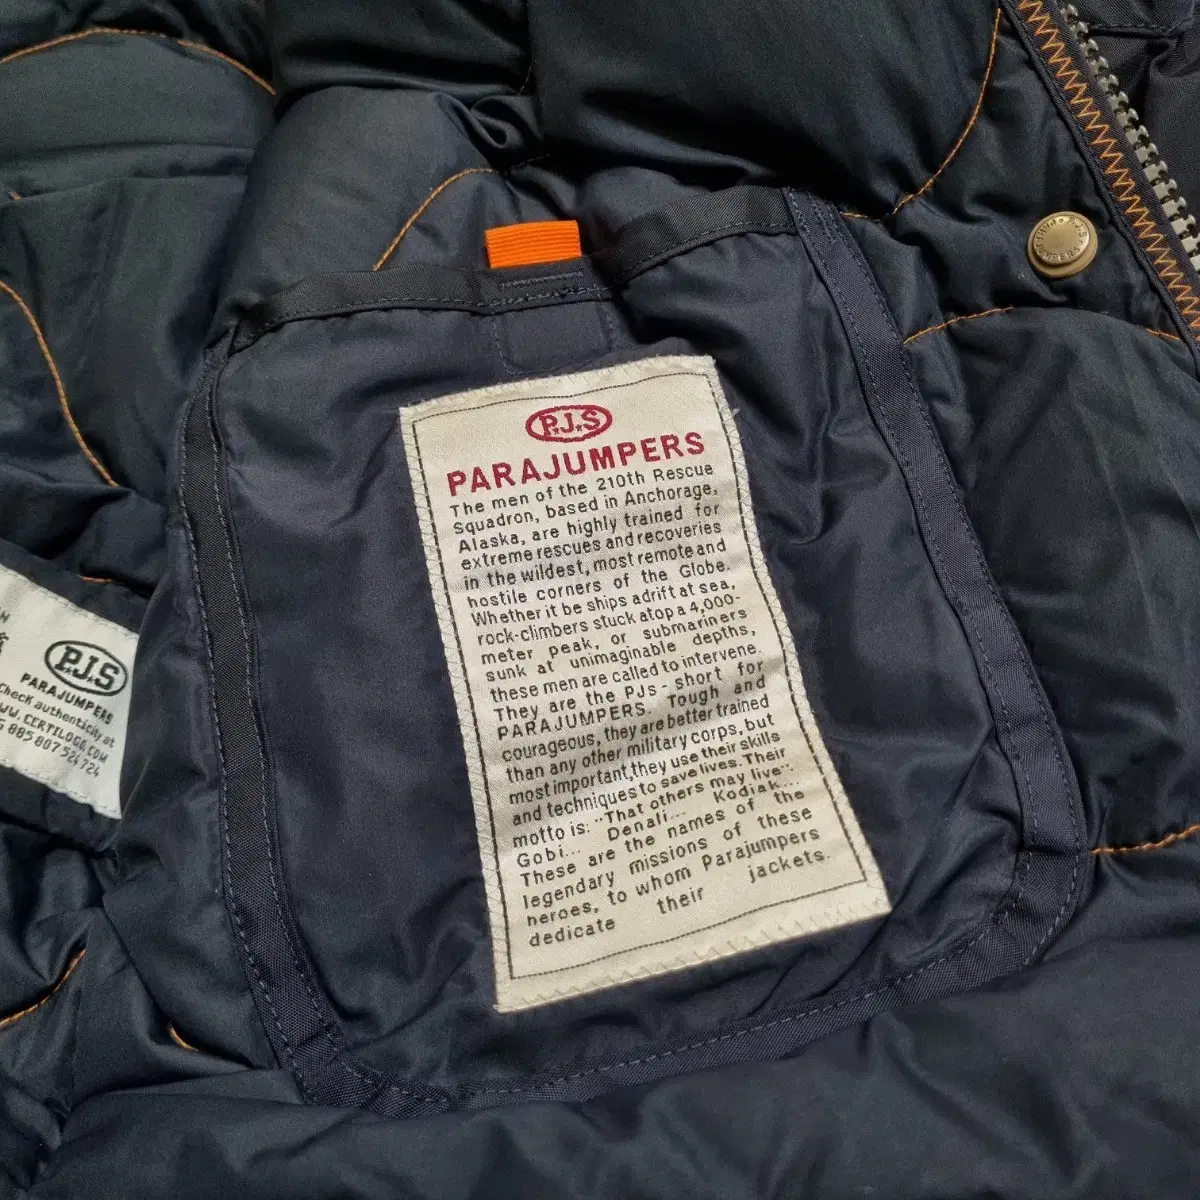 P.J.S
PARAJUMPERS
The men of the 210th Rescue
Squadron, based in Anchorage,
Alaska, are highly trained for
extreme rescues and recoveries
in the wildest, most remote and
hostile corners of the Globe.
Whether it be ships adrift at sea,
rock-climbers stuck atop a 4,000-
meter peak, or submariners
sunk at unimaginable depths,
these men are called to intervene.
They are the PJs - short for
PARAJUMPERS. Tough and
courageous, they are better trained
than any other military corps, but
most important, they use their skills
and techniques to save lives. Their
motto is: "That others may live".
Gobi... Denali... Kodiak...
These are the names of the
legendary missions of these
heroes, to whom Parajumpers
dedicate their jackets.
P.J.S
PARAJUMPERS
Check authenticity at
WW.CERTILOGO.COM
885 807 524 724
P.J.S